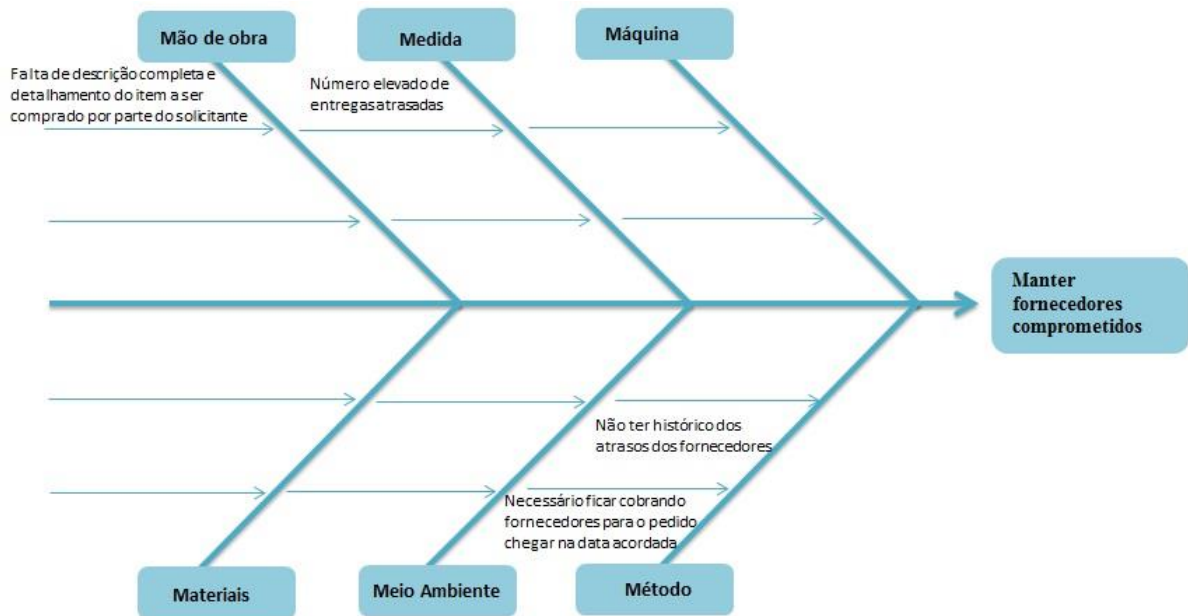 Mão de obra
Medida
Máquina
Falta de descrição completa e
detalhamento do item a ser
comprado por parte do solicitante
Número elevado de
entregas atrasadas
Manter
fornecedores
comprometidos
Não ter histórico dos
atrasos dos fornecedores
Necessário ficar cobrando
fornecedores para o pedido
chegar na data acordada
Materiais
Meio Ambiente
Método